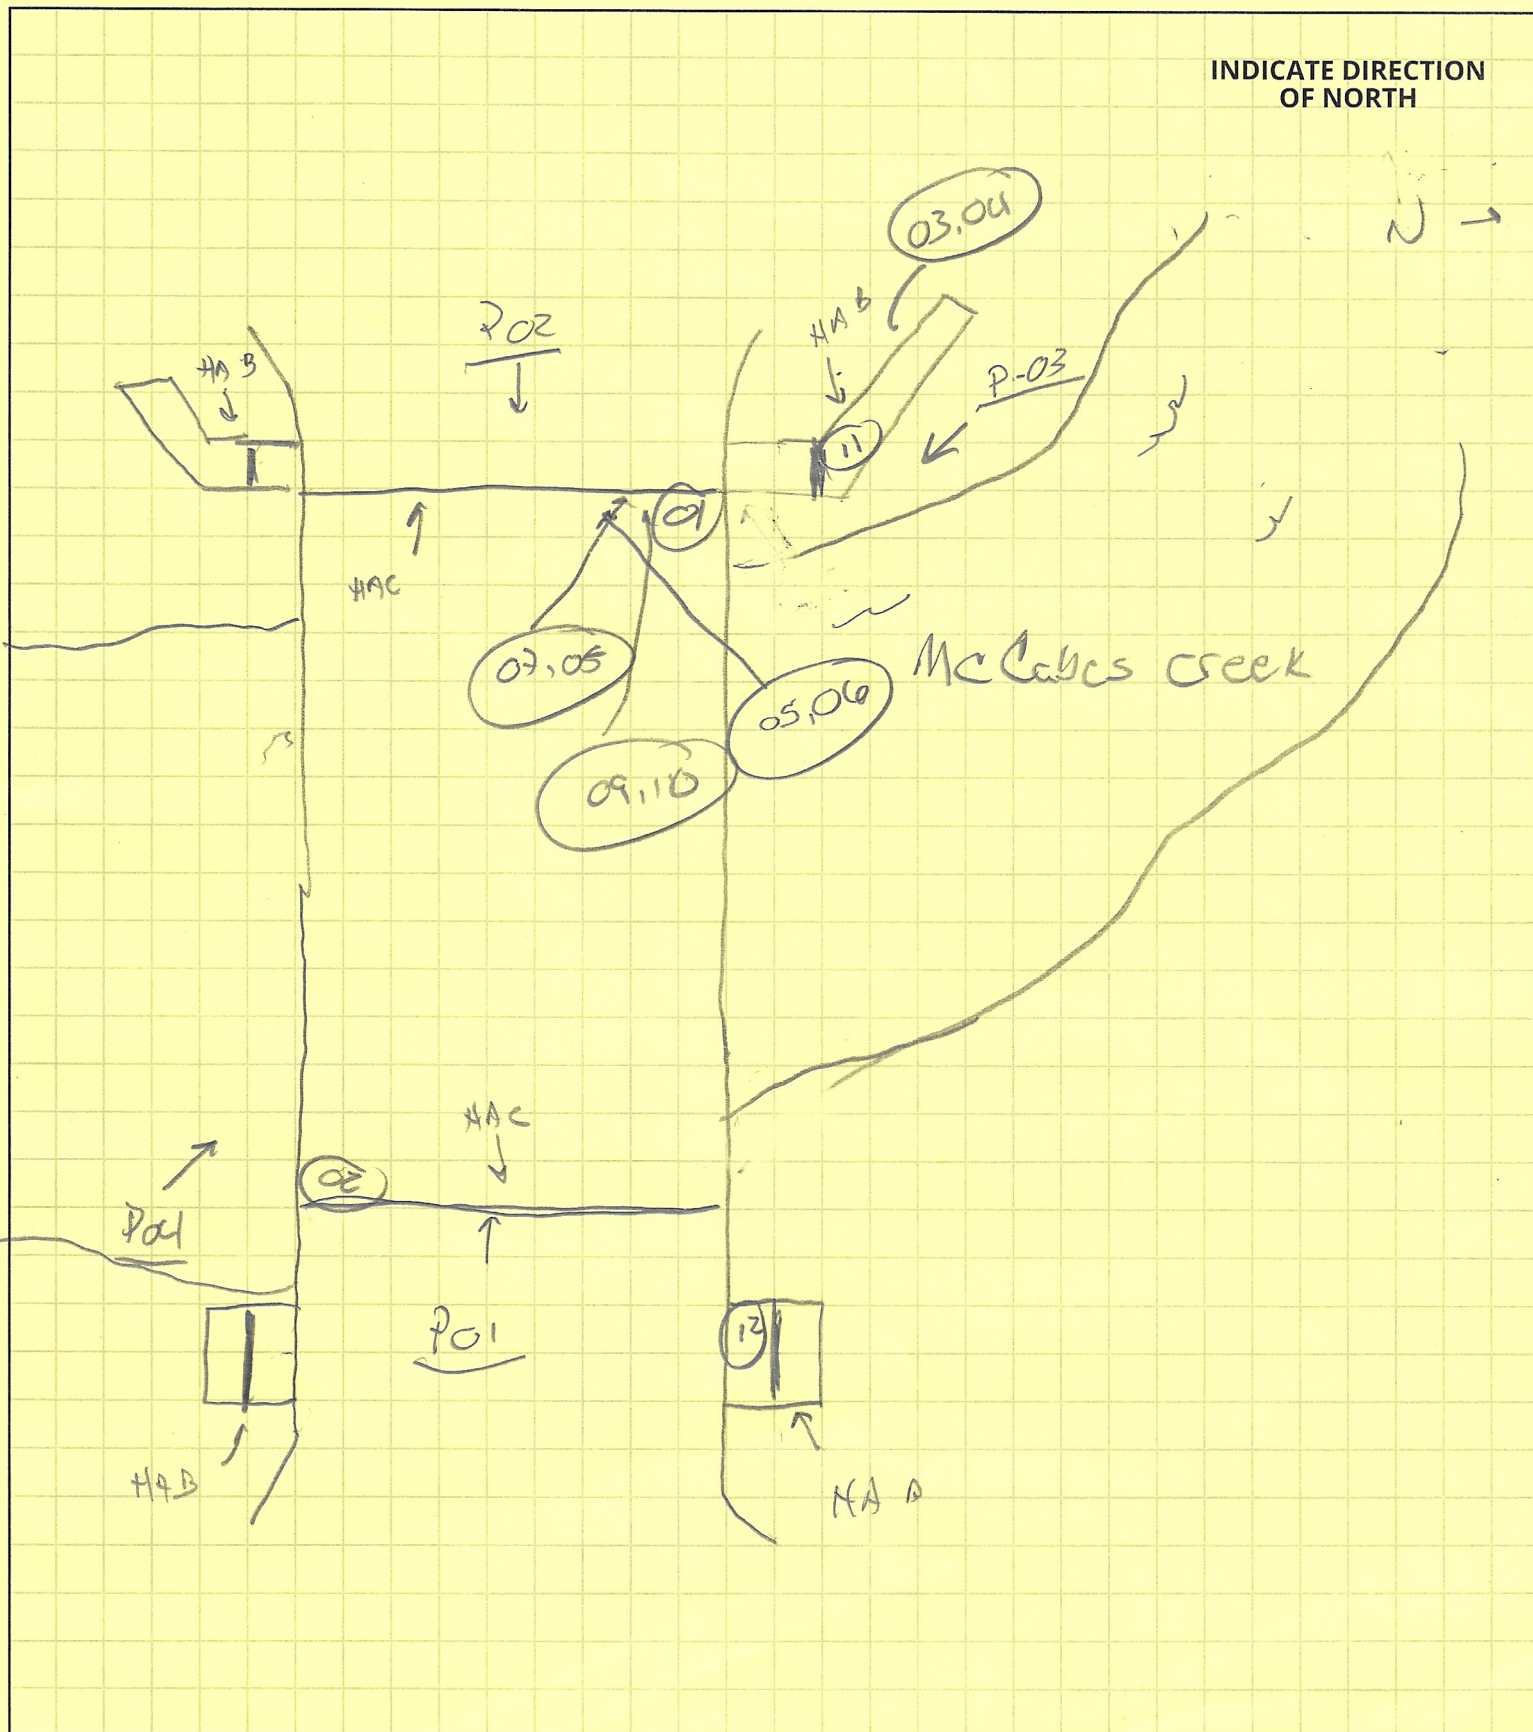 INDICATE DIRECTION
OF NORTH
N →
03,04
P02
HA B
HA B
P-03
11
01
HAC
07,05
05,06
McCabes Creek
09,10
HAC
02
P04
P01
12
HAB